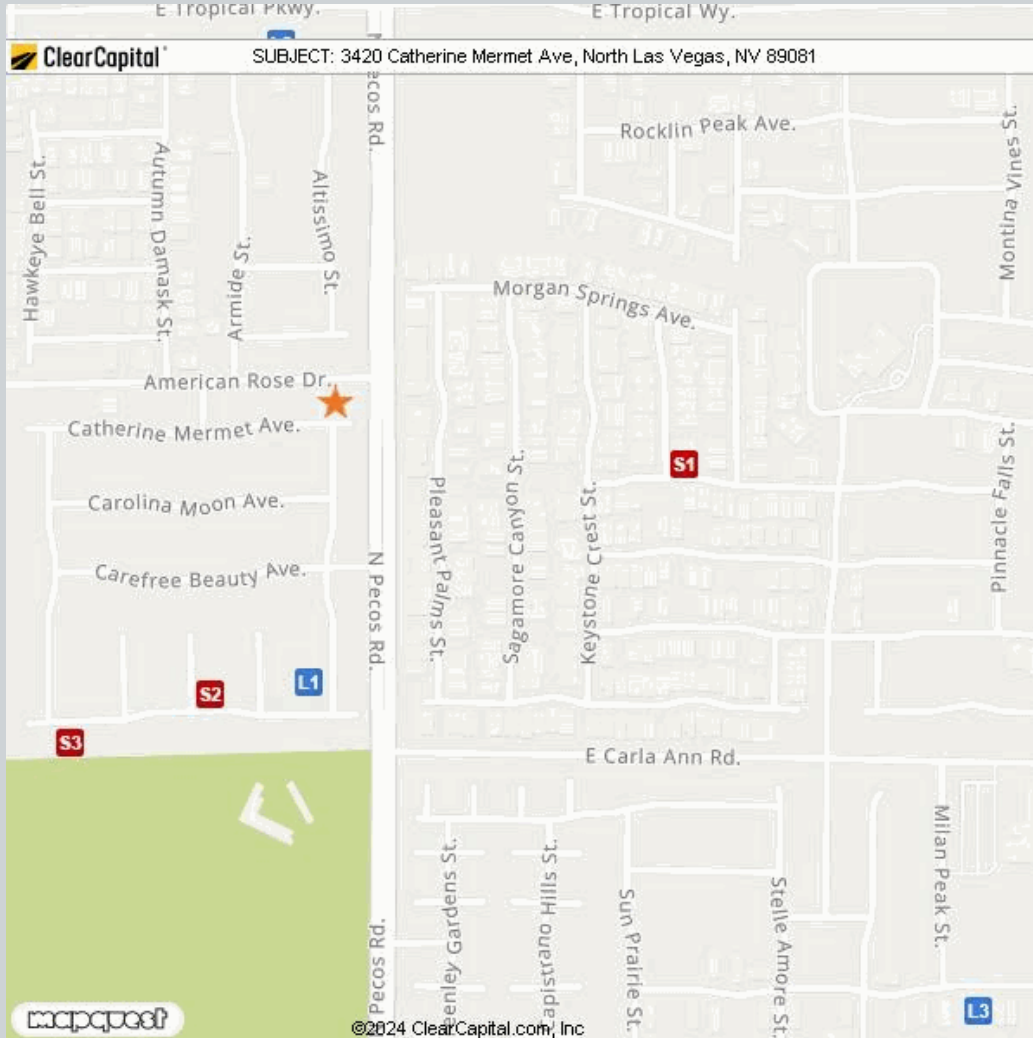 E Tropical Pkwy.
E Tropical Wy.
ClearCapital
SUBJECT: 3420 Catherine Mermet Ave, North Las Vegas, NV 89081
Rocklin Peak Ave.
Montina Vines St.
Hawkeye Bell St.
Autumn Damask St.
Armide St.
Altissimo St.
Morgan Springs Ave.
American Rose Dr.
Catherine Mermet Ave.
S1
Carolina Moon Ave.
Carefree Beauty Ave.
Pleasant Palms St.
Sagamore Canyon St.
Keystone Crest St.
Pinnacle Falls St.
N Pecos Rd.
L1
S2
S3
E Carla Ann Rd.
Milan Peak St.
Sun Prairie St.
Stelle Amore St.
Pecos Rd.
L3
mapquest
©2024 ClearCapital.com, Inc